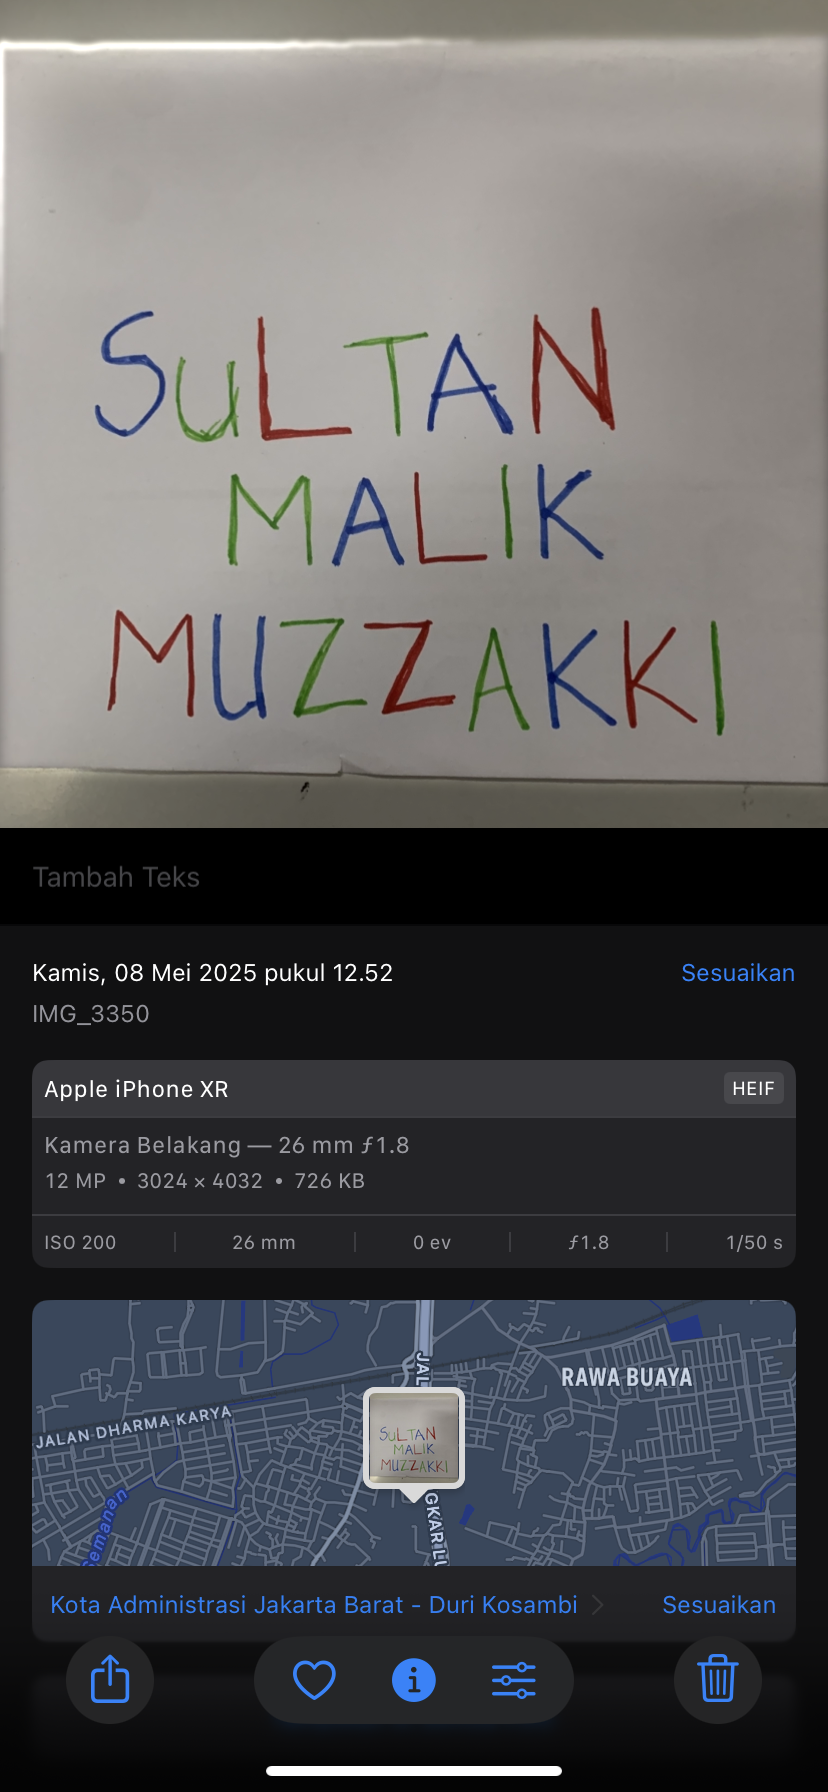 SuLTAN
MALIK
MUZZAKKI
Tambah Teks
Kamis, 08 Mei 2025 pukul 12.52
Sesuaikan
IMG_3350
Apple iPhone XR
HEIF
Kamera Belakang — 26 mm ƒ1.8
12 MP • 3024 × 4032 • 726 KB
ISO 200
26 mm
0 ev
ƒ1.8
1/50 s
JAL
RAWA BUAYA
JALAN DHARMA KARYA
SuLTAN
MALIK
MUZZAKKI
GKAR LU
semanan
Kota Administrasi Jakarta Barat - Duri Kosambi
Sesuaikan